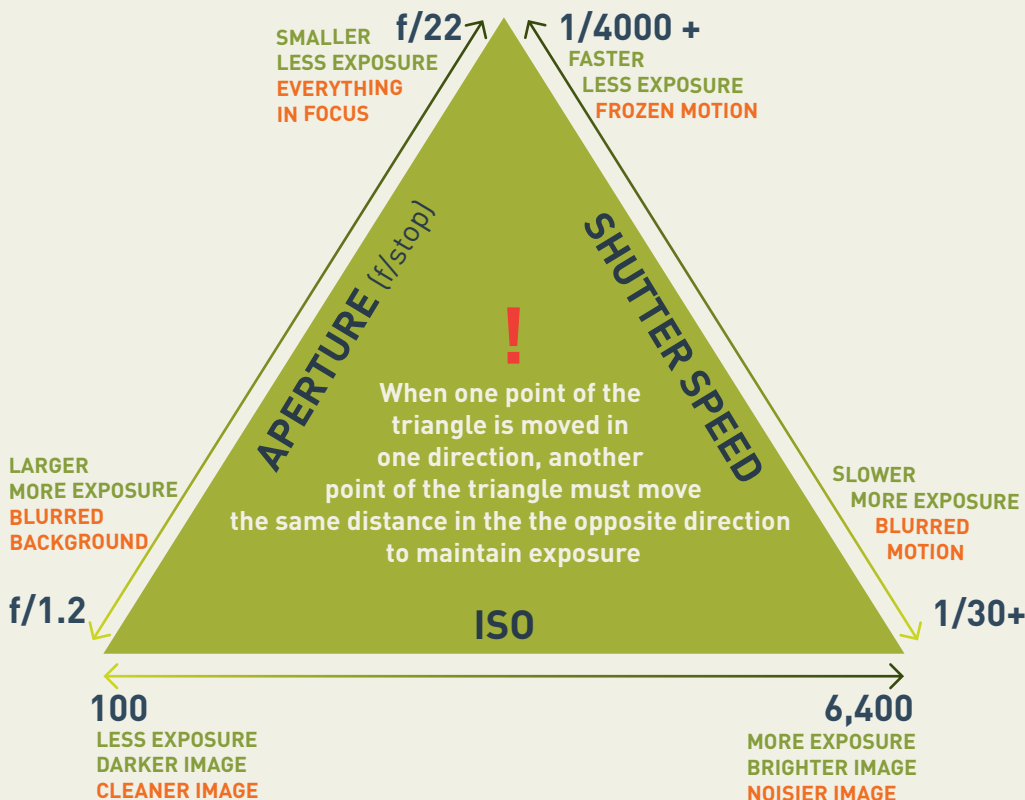 f/22
SMALLER
LESS EXPOSURE
EVERYTHING
IN FOCUS
1/4000 +
FASTER
LESS EXPOSURE
FROZEN MOTION
APERTURE (f/stop)
SHUTTER SPEED
!
When one point of the
triangle is moved in
one direction, another
point of the triangle must move
the same distance in the the opposite direction
to maintain exposure
LARGER
MORE EXPOSURE
BLURRED
BACKGROUND
f/1.2
SLOWER
MORE EXPOSURE
BLURRED
MOTION
1/30+
ISO
100
LESS EXPOSURE
DARKER IMAGE
CLEANER IMAGE
6,400
MORE EXPOSURE
BRIGHTER IMAGE
NOISIER IMAGE